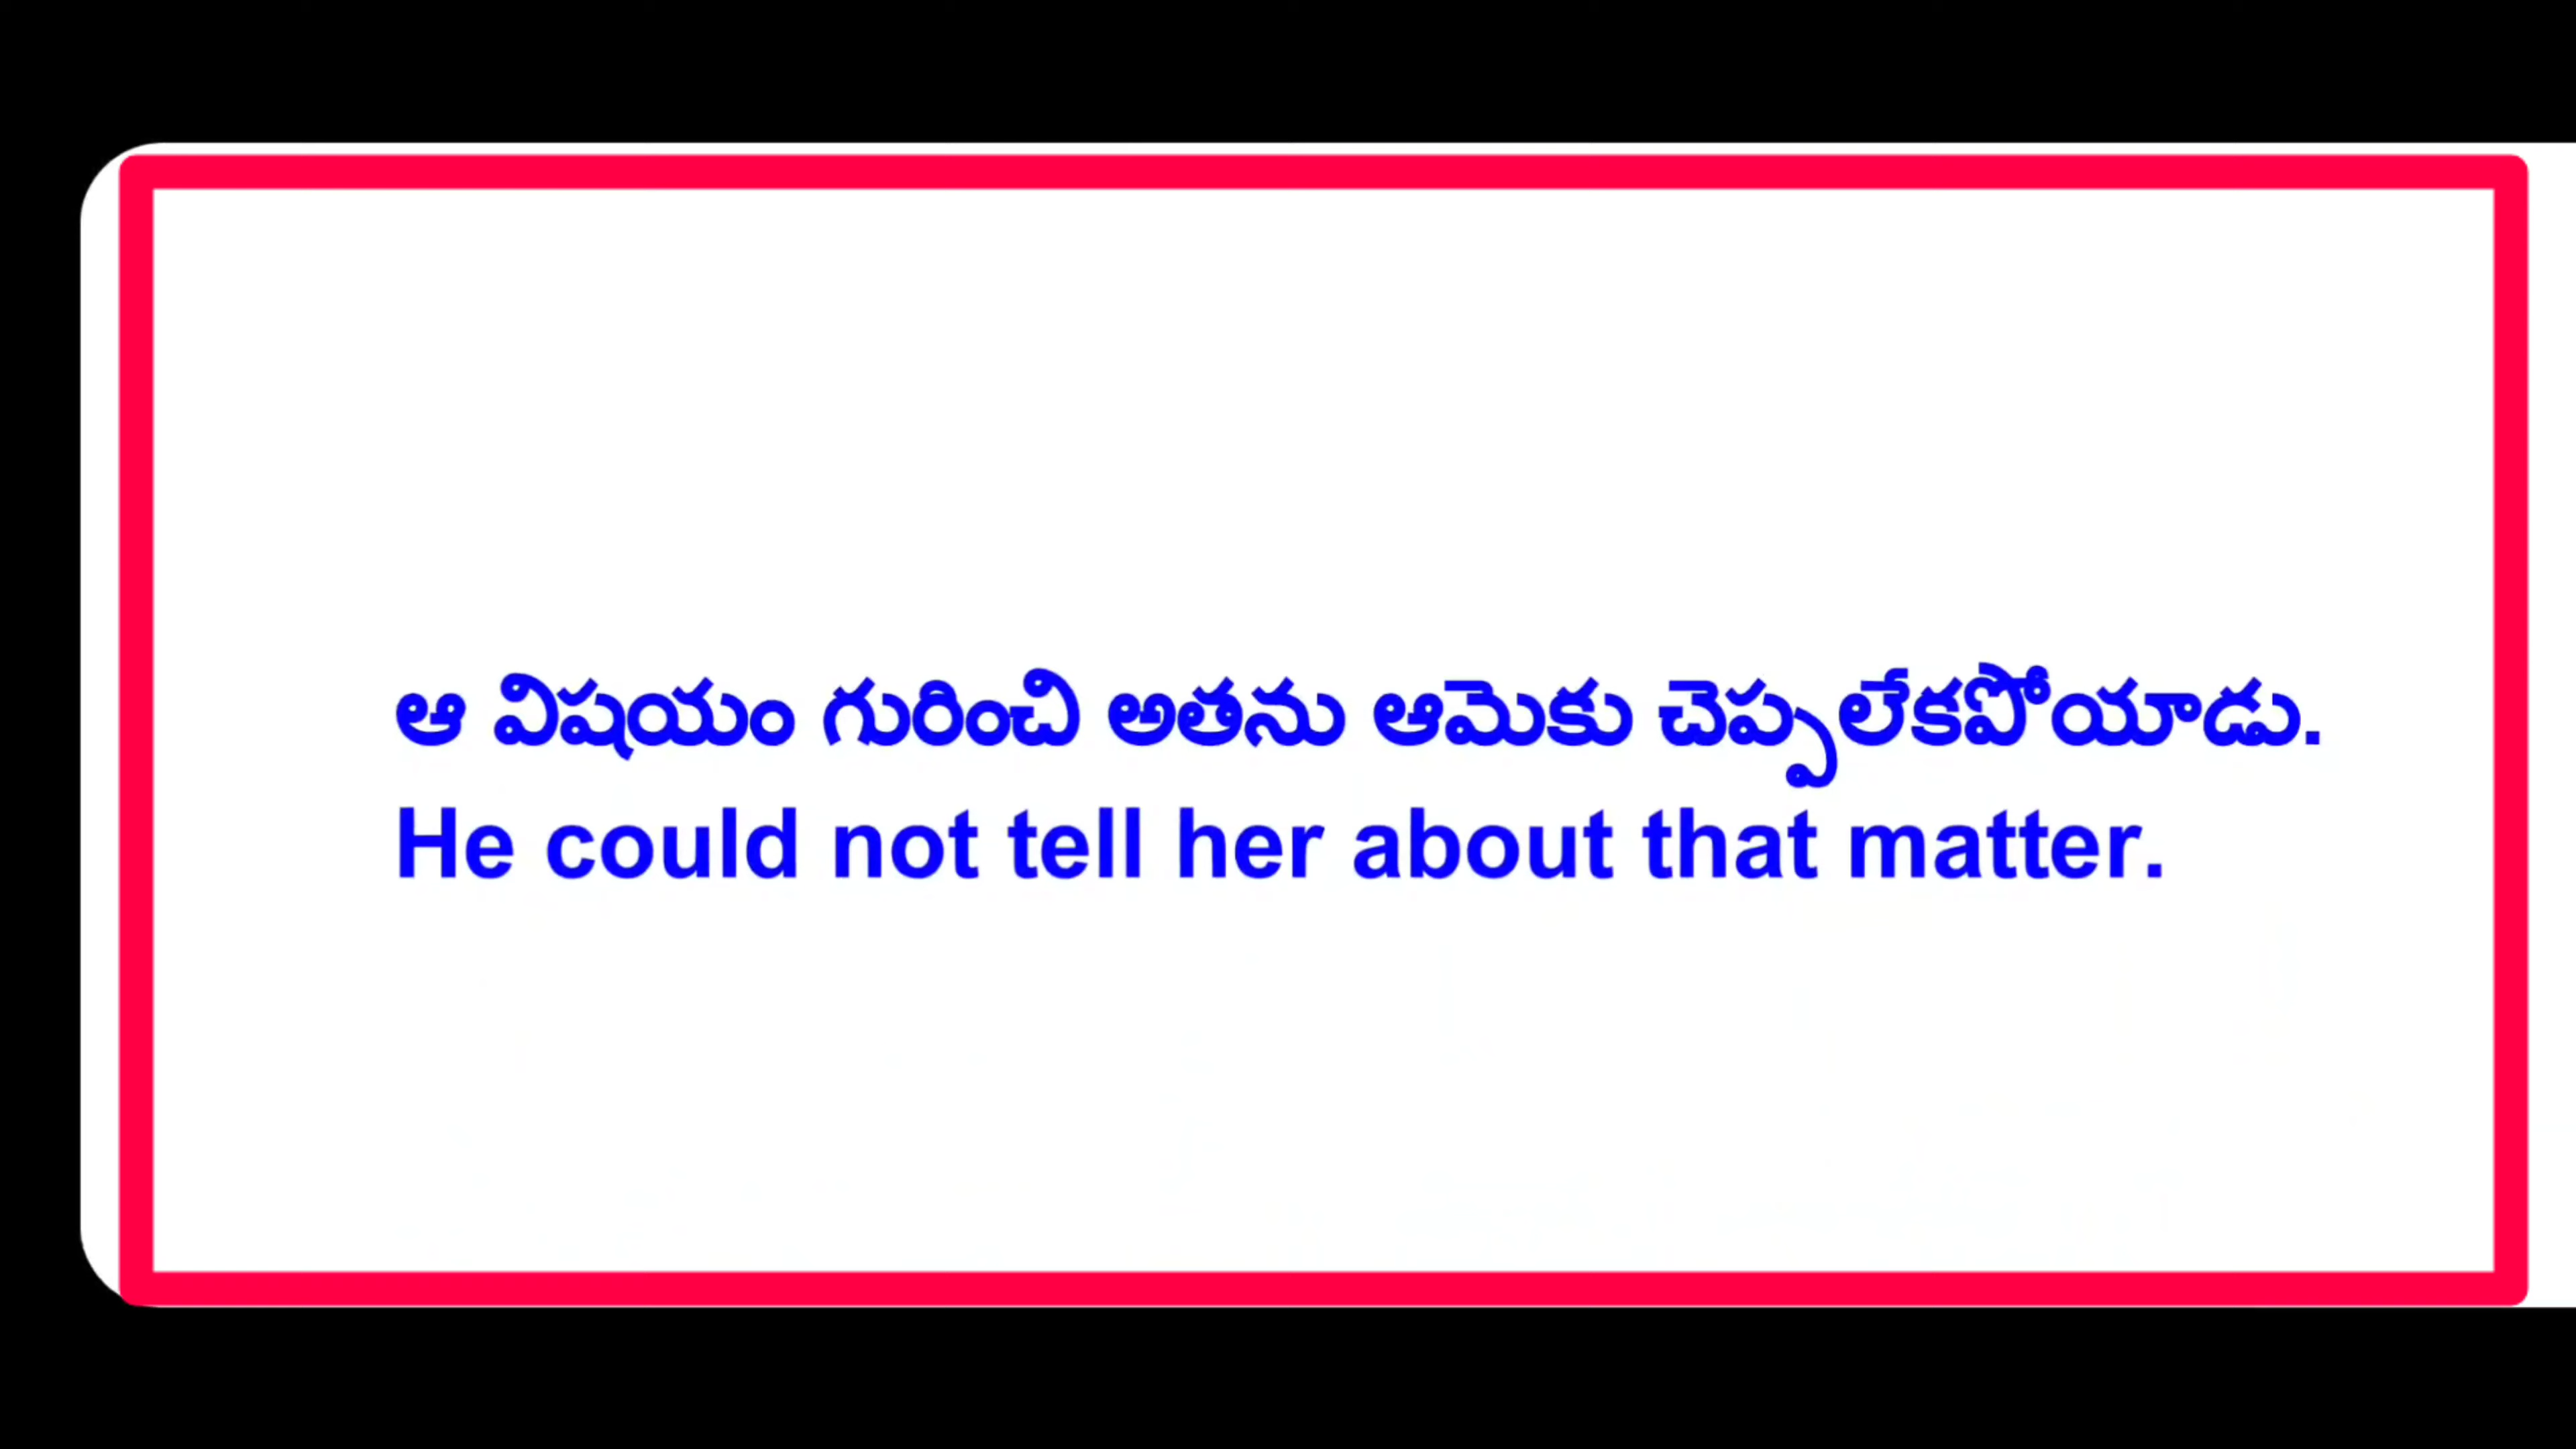 ఆ విషయం గురించి అతను ఆమెకు చెప్పలేకపోయాడు.
He could not tell her about that matter.